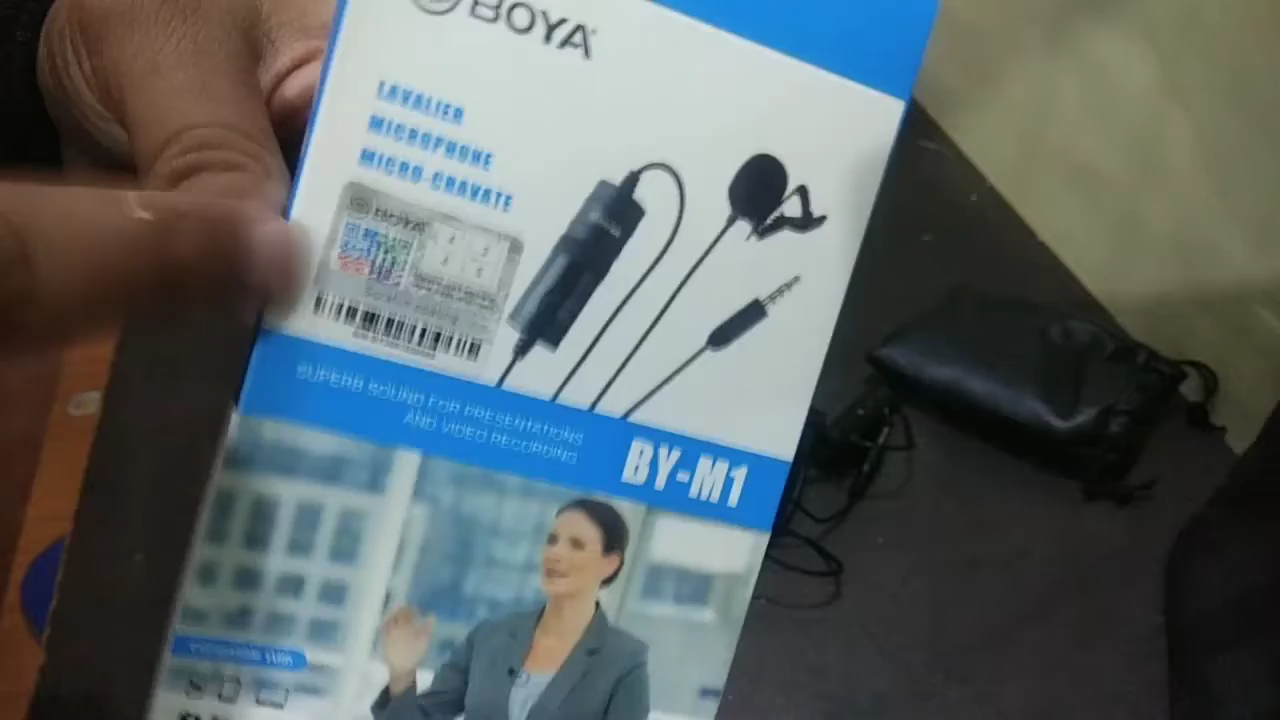 BOYA
LAVALIER
MICROPHONE
MICRO-CRAVATE
BOYA
SUPERB SOUND FOR PRESENTATIONS
AND VIDEO RECORDING
BY-M1